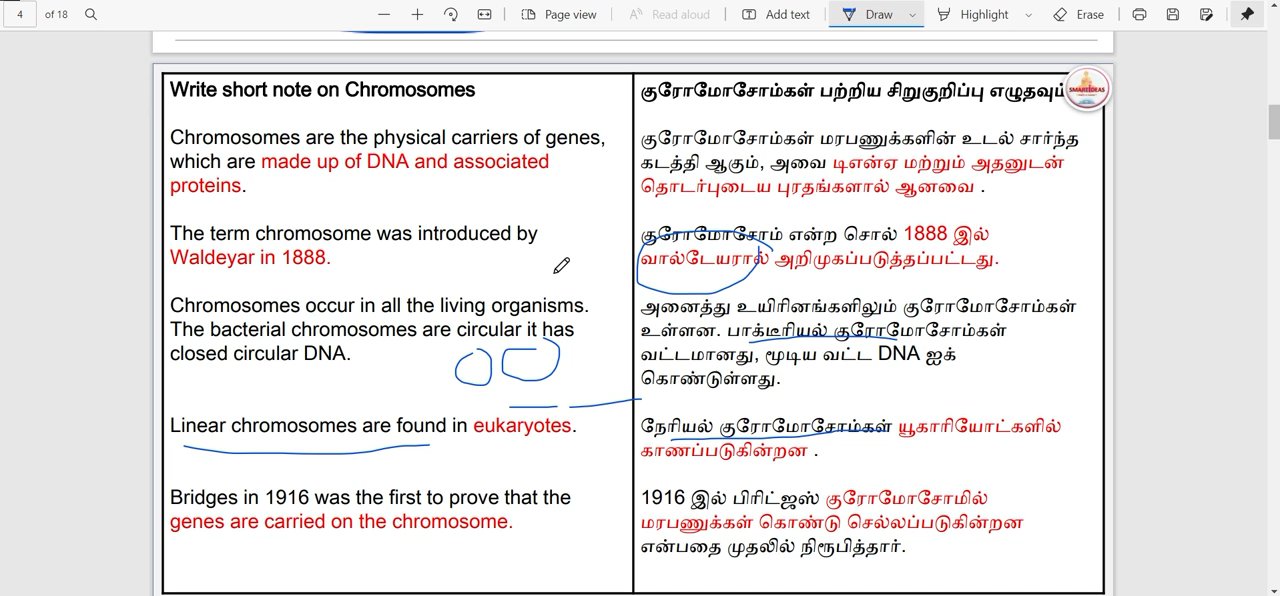 4 of 18
Page view
Read aloud
Add text
Draw
Highlight
Erase
Write short note on Chromosomes
Chromosomes are the physical carriers of genes,
which are made up of DNA and associated
proteins.
The term chromosome was introduced by
Waldeyar in 1888.
Chromosomes occur in all the living organisms.
The bacterial chromosomes are circular it has
closed circular DNA.
Linear chromosomes are found in eukaryotes.
Bridges in 1916 was the first to prove that the
genes are carried on the chromosome.
குரோமோசோம்கள் பற்றிய சிறுகுறிப்பு எழுதவும்
SMARTIDEAS
குரோமோசோம்கள் மரபணுக்களின் உடல் சார்ந்த
கடத்தி ஆகும், அவை டிஎன்ஏ மற்றும் அதனுடன்
தொடர்புடைய புரதங்களால் ஆனவை .
குரோமோசோம் என்ற சொல் 1888 இல்
வால்டேயரால் அறிமுகப்படுத்தப்பட்டது.
அனைத்து உயிரினங்களிலும் குரோமோசோம்கள்
உள்ளன. பாக்டீரியல் குரோமோசோம்கள்
வட்டமானது, மூடிய வட்ட DNA ஐக்
கொண்டுள்ளது.
நேரியல் குரோமோசோம்கள் யூகாரியோட்களில்
காணப்படுகின்றன .
1916 இல் பிரிட்ஜஸ் குரோமோசோமில்
மரபணுக்கள் கொண்டு செல்லப்படுகின்றன
என்பதை முதலில் நிரூபித்தார்.